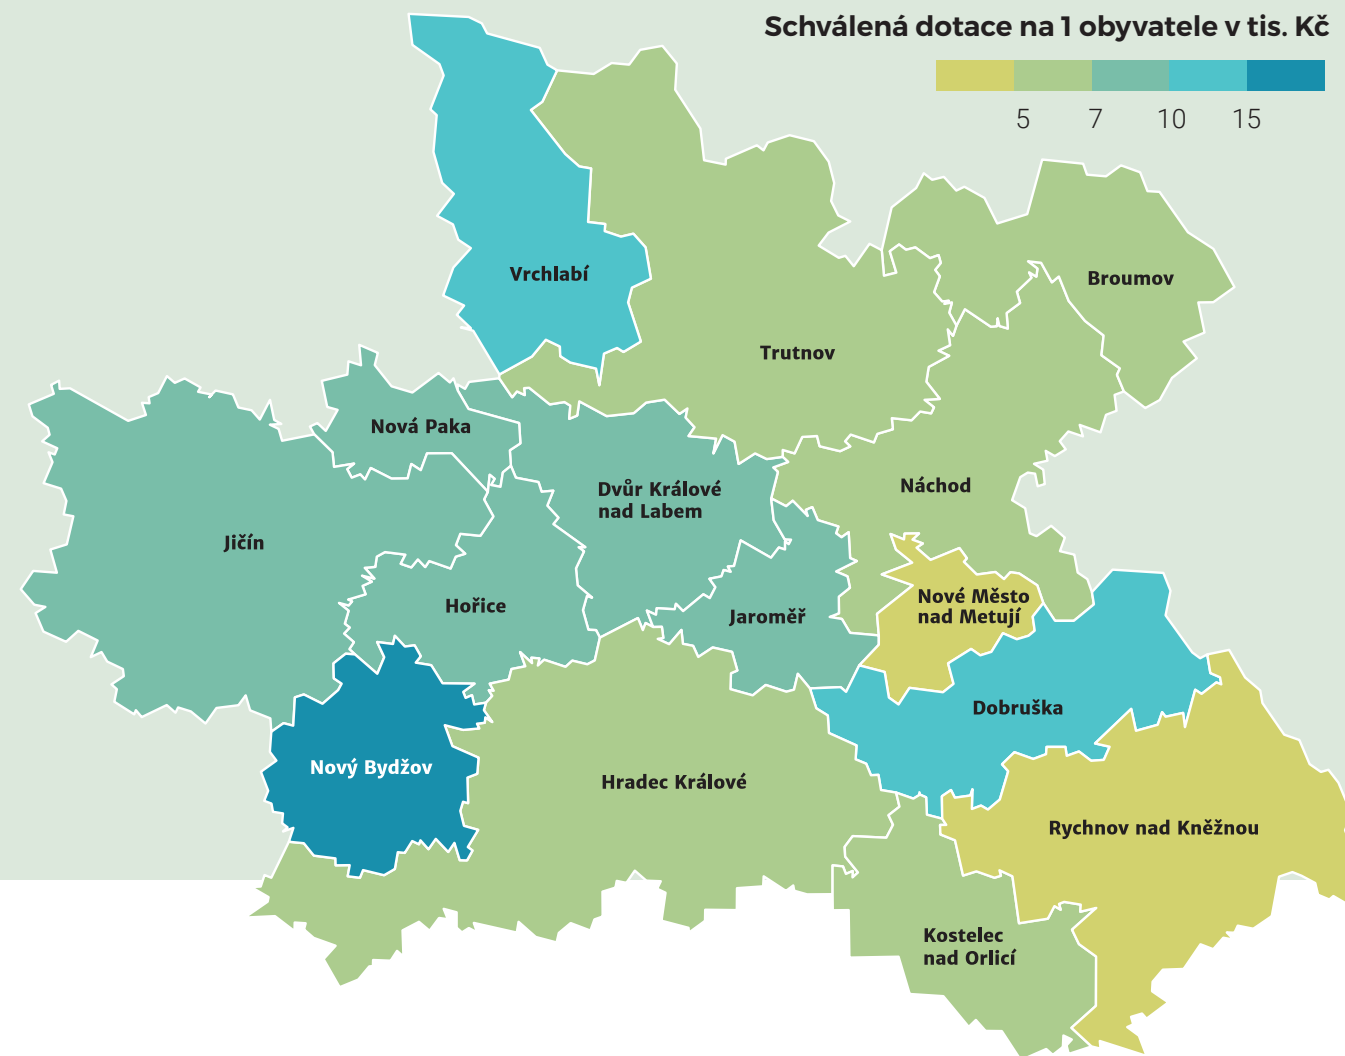 Schválená dotace na 1 obyvatele v tis. Kč
5 7 10 15
Vrchlabí
Broumov
Trutnov
Nová Paka
Náchod
Dvůr Králové
nad Labem
Jičín
Nové Město
nad Metují
Hořice
Jaroměř
Dobruška
Nový Bydžov
Hradec Králové
Rychnov nad Kněžnou
Kostelec
nad Orlicí